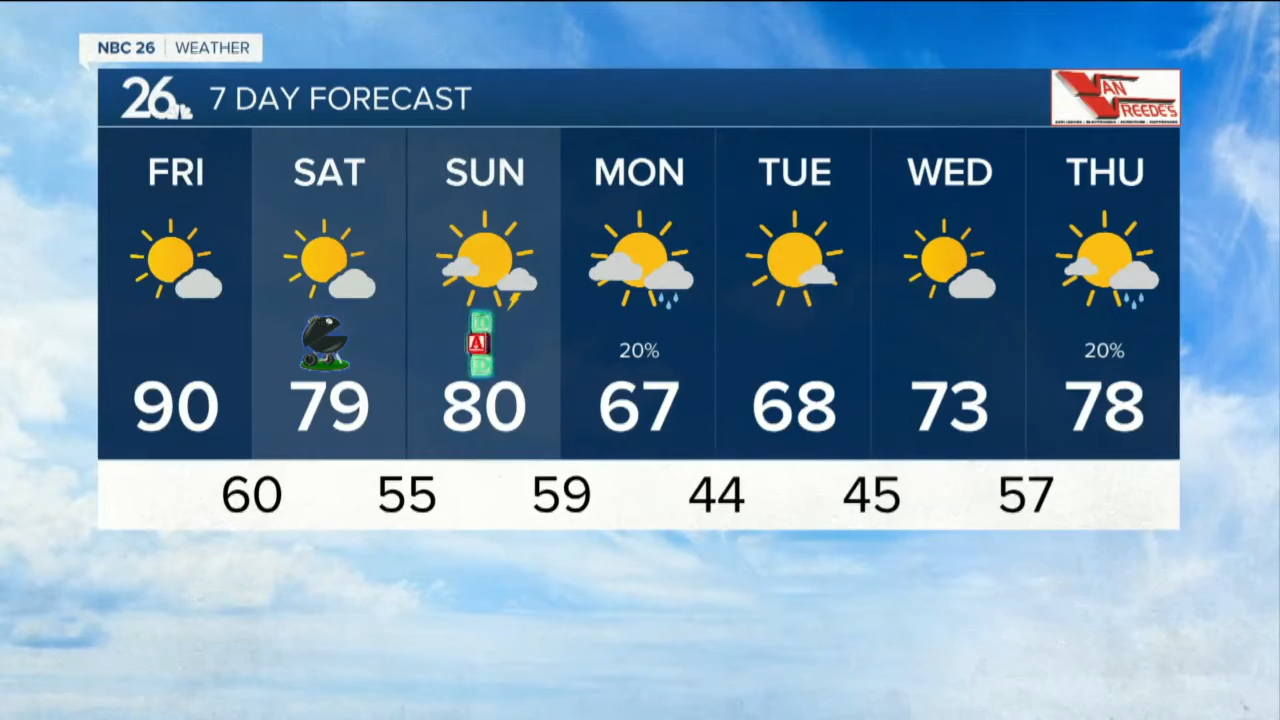 NBC 26 | WEATHER
26 7 DAY FORECAST
VAN VREEDE'S
FRI SAT SUN MON TUE WED THU
D
A
D
20% 20%
90 79 80 67 68 73 78
60 55 59 44 45 57